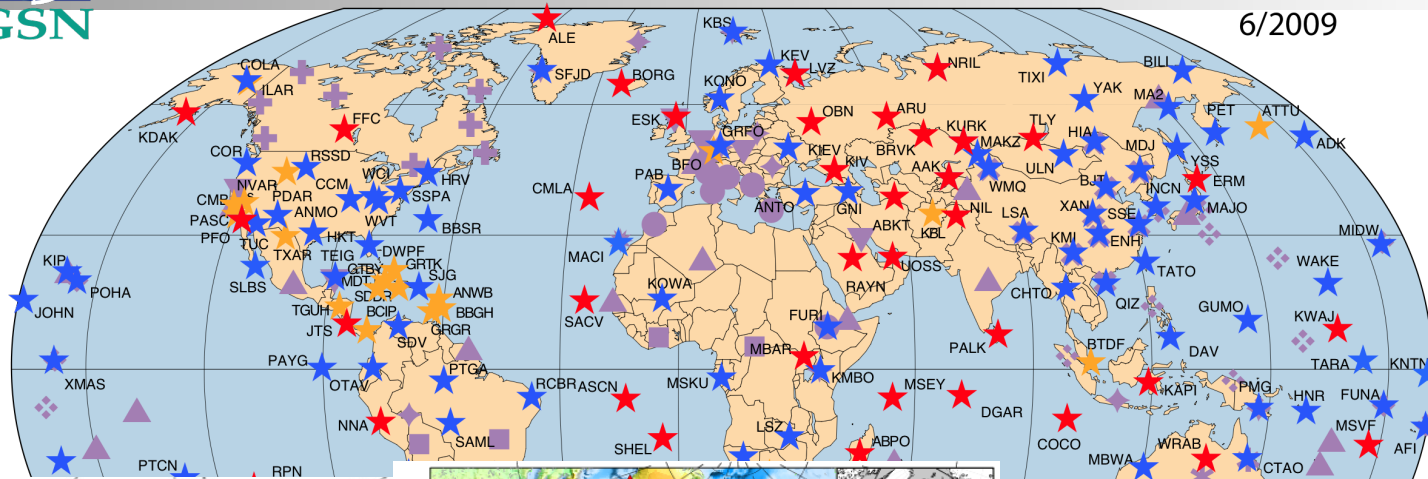 GSN
6/2009
KBS
ALE
COLA
SFJD
BORG
KEV
LVZ
NRIL
TIXI
BILL
ILAR
KONO
YAK
MA2
KDAK
FFC
ESK
OBN
ARU
PET
ATTU
ADK
GRFO
KURK
TLY
HIA
COR
RSSD
WCI
HRV
BFO
KIEV
KIV
BRVK
MAKZ
MDJ
YSS
AAK
ULN
NVAR
CCM
SSPA
CMLA
PAB
WMQ
BJT
INCN
ERM
CMB
PDAR
PASC
ANMO
WVT
BBSR
ANTO
GNI
NIL
LSA
XAN
SSE
MAJO
PFO
TUC
HKT
ABKT
KBL
KMI
ENH
MIDW
TXAR
TEIG
DWPF
MACI
UOSS
KIP
GTBY
GRTK
SJG
TATO
WAKE
SLBS
MDT
POHA
SDDR
ANWB
KOWA
RAYN
CHTO
QIZ
JOHN
TGUH
BCIP
BBGH
SACV
FURI
GUMO
KWAJ
JTS
GRGR
SDV
MBAR
PALK
BTDF
DAV
PAYG
TARA
KNTN
XMAS
OTAV
PTGA
RCBR
ASCN
MSKU
KMBO
MSEY
DGAR
KAPI
PMG
HNR
FUNA
NNA
SAML
SHEL
LSZ
ABPO
COCO
WRAB
MSVF
AFI
PTCN
RPN
MBWA
CTAO